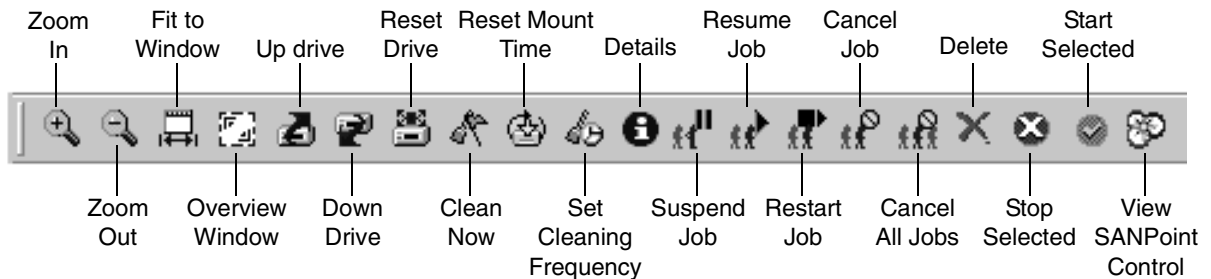 Zoom
In
Fit to
Window
Up drive
Reset
Drive
Reset Mount
Time
Details
Resume
Job
Cancel
Job
Delete
Start
Selected
Zoom
Out
Overview
Window
Down
Drive
Clean
Now
Set
Cleaning
Frequency
Suspend
Job
Restart
Job
Cancel
All Jobs
Stop
Selected
View
SANPoint
Control